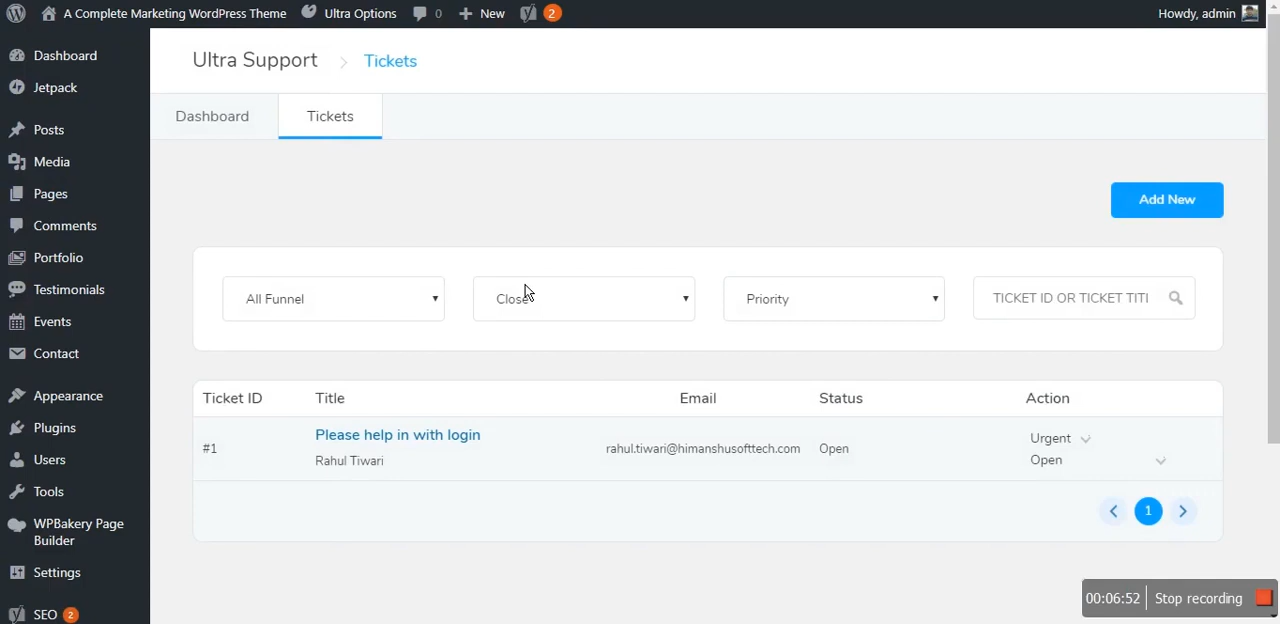 A Complete Marketing WordPress Theme Ultra Options 0 New 2 Howdy, admin
Dashboard
Jetpack
Posts
Media
Pages
Comments
Portfolio
Testimonials
Events
Contact
Appearance
Plugins
Users
Tools
WPBakery Page
Builder
Settings
SEO 2
Ultra Support Tickets
Dashboard Tickets
Add New
All Funnel Close Priority TICKET ID OR TICKET TITL
Ticket ID Title Email Status Action
#1 Please help in with login rahul.tiwari@himanshusofttech.com Open Urgent
Rahul Tiwari Open
1
00:06:52 Stop recording